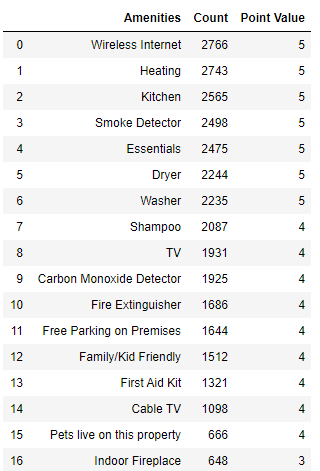 Amenities Count Point Value
0 Wireless Internet 2766 5
1 Heating 2743 5
2 Kitchen 2565 5
3 Smoke Detector 2498 5
4 Essentials 2475 5
5 Dryer 2244 5
6 Washer 2235 5
7 Shampoo 2087 4
8 TV 1931 4
9 Carbon Monoxide Detector 1925 4
10 Fire Extinguisher 1686 4
11 Free Parking on Premises 1644 4
12 Family/Kid Friendly 1512 4
13 First Aid Kit 1321 4
14 Cable TV 1098 4
15 Pets live on this property 666 4
16 Indoor Fireplace 648 3